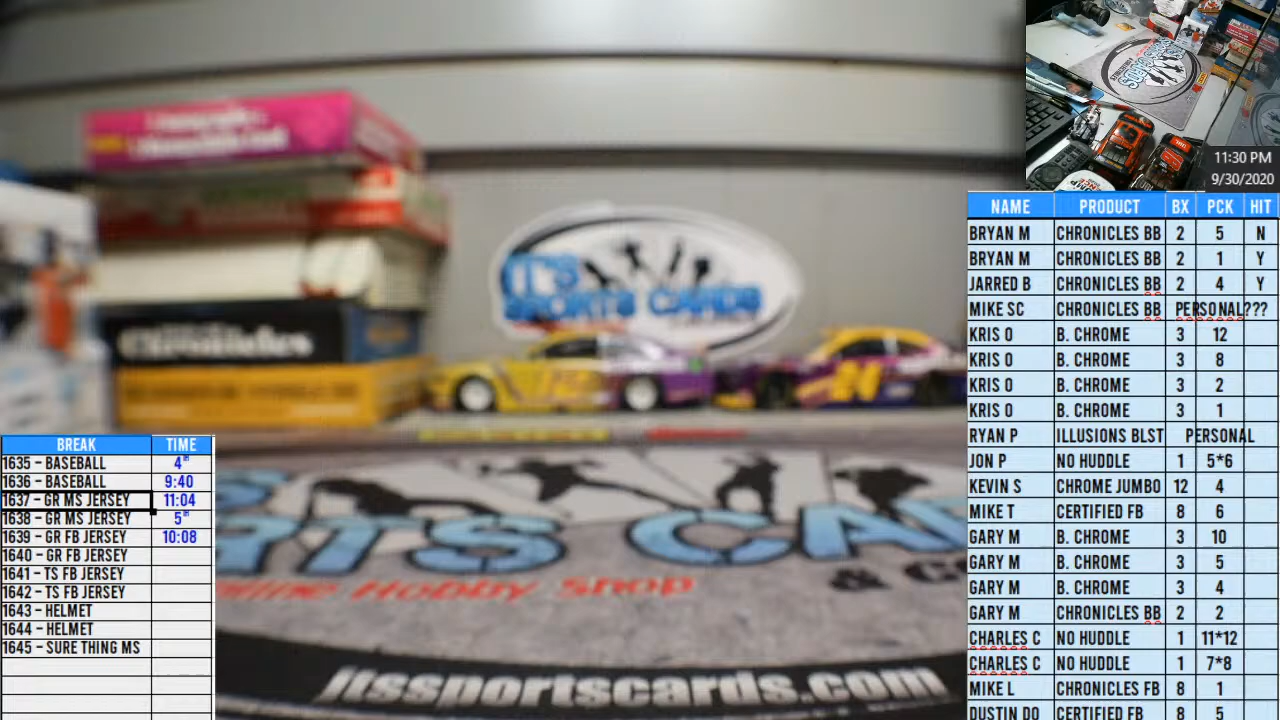 11:30 PM
9/30/2020
NAME PRODUCT BX PCK HIT
BRYAN M CHRONICLES BB 2 5 N
BRYAN M CHRONICLES BB 2 1 Y
JARRED B CHRONICLES BB 2 4 Y
MIKE SC CHRONICLES BB PERSONAL???
KRIS O B. CHROME 3 12
KRIS O B. CHROME 3 8
KRIS O B. CHROME 3 2
KRIS O B. CHROME 3 1
RYAN P ILLUSIONS BLST PERSONAL
JON P NO HUDDLE 1 5*6
KEVIN S CHROME JUMBO 12 4
MIKE T CERTIFIED FB 8 6
GARY M B. CHROME 3 10
GARY M B. CHROME 3 5
GARY M B. CHROME 3 4
GARY M CHRONICLES BB 2 2
CHARLES C NO HUDDLE 1 11*12
CHARLES C NO HUDDLE 1 7*8
MIKE L CHRONICLES FB 8 1
DUSTIN DO CERTIFIED FB 8 5
BREAK TIME
1635 – BASEBALL 4th
1636 – BASEBALL 9:40
1637 – GR MS JERSEY 11:04
1638 – GR MS JERSEY 5th
1639 – GR FB JERSEY 10:08
1640 – GR FB JERSEY
1641 – TS FB JERSEY
1642 – TS FB JERSEY
1643 – HELMET
1644 – HELMET
1645 – SURE THING MS
JT'S
SPORTS CARDS
Chronicles
24
S
RTS CA
nline Hobby Shop
& CO
jtssportscards.com